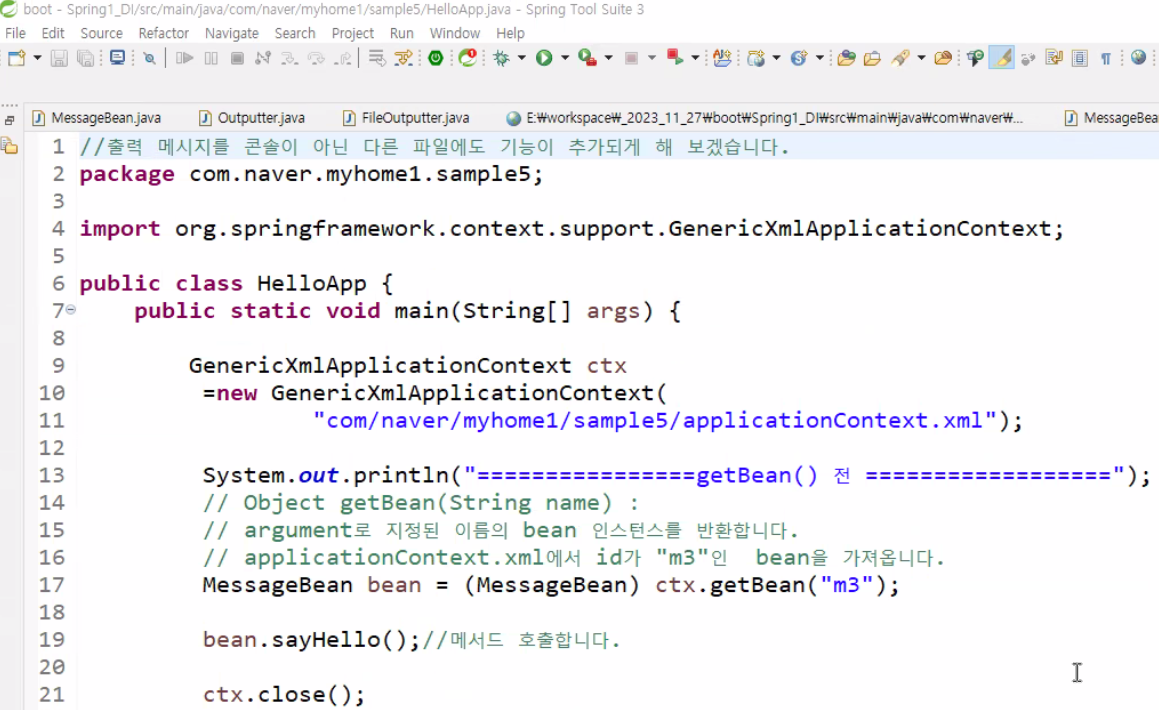 boot - Spring1_DI/src/main/java/com/naver/myhome1/sample5/HelloApp.java - Spring Tool Suite 3
File Edit Source Refactor Navigate Search Project Run Window Help
MessageBean.java Outputter.java FileOutputter.java E:₩workspace₩_2023_11_27₩boot₩Spring1_DI₩src₩main₩java₩com₩naver₩... MessageBea
1 //출력 메시지를 콘솔이 아닌 다른 파일에도 기능이 추가되게 해 보겠습니다.
2 package com.naver.myhome1.sample5;
3
4 import org.springframework.context.support.GenericXmlApplicationContext;
5
6 public class HelloApp {
7 public static void main(String[] args) {
8
9 GenericXmlApplicationContext ctx
10 =new GenericXmlApplicationContext(
11 "com/naver/myhome1/sample5/applicationContext.xml");
12
13 System.out.println("================getBean() 전 ==================");
14 // Object getBean(String name) :
15 // argument로 지정된 이름의 bean 인스턴스를 반환합니다.
16 // applicationContext.xml에서 id가 "m3"인 bean을 가져옵니다.
17 MessageBean bean = (MessageBean) ctx.getBean("m3");
18
19 bean.sayHello();//메서드 호출합니다.
20
21 ctx.close();